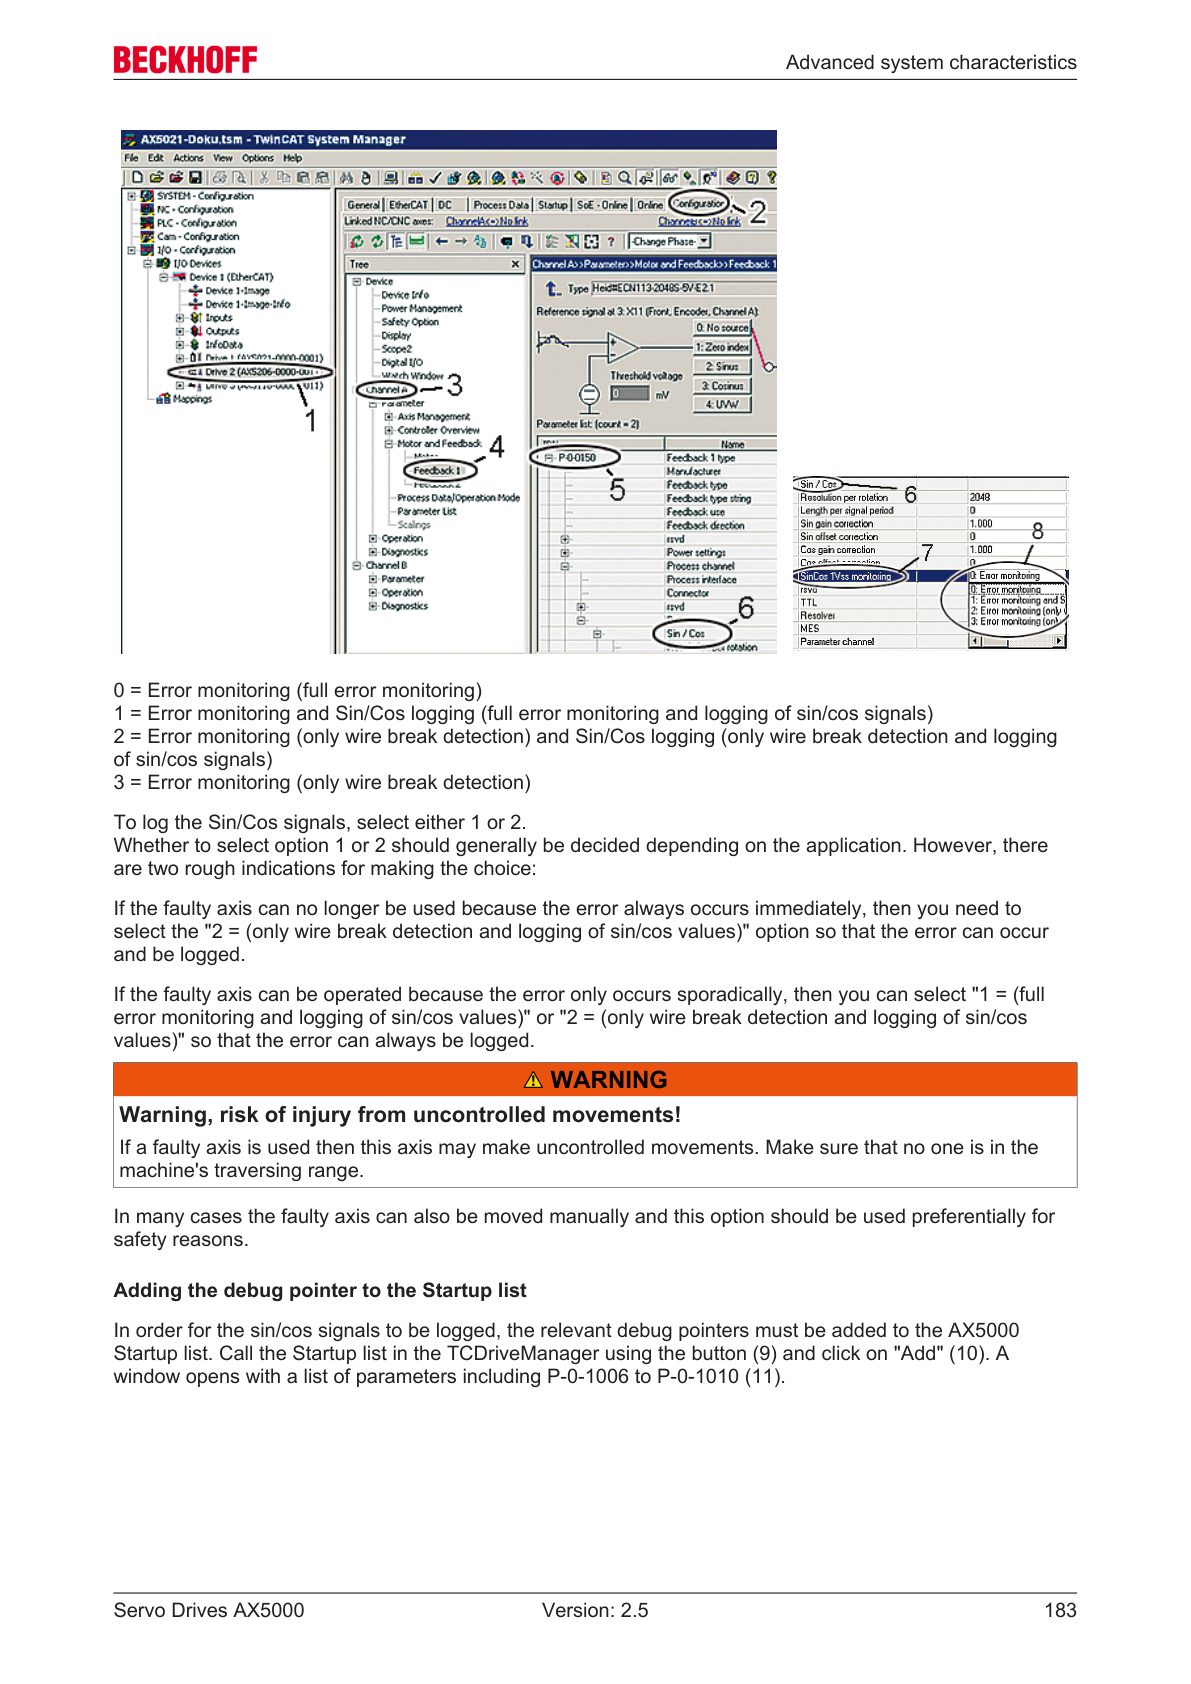 BECKHOFF
Advanced system characteristics
AX5021-Doku.tsm - TwinCAT System Manager
File Edit Actions View Options Help
SYSTEM - Configuration
NC - Configuration
PLC - Configuration
Cam - Configuration
I/O - Configuration
I/O Devices
Device 1 (EtherCAT)
Device 1-Image
Device 1-Image-Info
Inputs
Outputs
InfoData
Drive 1 (AX5021-0000-0001)
Drive 2 (AX5206-0000-001
Mappings
1
General EtherCAT DC Process Data Startup SoE - Online Online Configuration
2
Linked NC/CNC axes:
-Change Phase-
Tree
Device
Device Info
Power Management
Safety Option
Display
Scope2
Digital I/O
Watch Window
Channel A
3
Parameter
Axis Management
Controller Overview
Motor and Feedback
4
Feedback 1
Feedback 2
Process Data/Operation Mode
Parameter List
Scalings
Operation
Diagnostics
Channel B
Parameter
Operation
Diagnostics
Channel A>>Parameter>>Motor and Feedback>>Feedback 1
Type Heid#ECN113-2048S-5V-E2.1
Reference signal at 3: X11 (Front, Encoder, Channel A):
0: No source
1: Zero index
2: Sinus
3: Cosinus
4: UVW
Threshold voltage
0 mV
Parameter list: (count = 2)
Name
P-0-0150
Feedback 1 type
Manufacturer
Feedback type
5
Feedback type string
Feedback use
Feedback direction
rsvd
Power settings
Process channel
Process interface
Connector
rsvd
6
Sin / Cos
Sin / Cos
6
Resolution per rotation 2048
Length per signal period 0
Sin gain correction 1.000
Sin offset correction 0
8
Cos gain correction 1.000
Cos offset correction 0
7
SinCos 1Vss monitoring 0: Error monitoring
rsvd 0: Error monitoring
TTL 1: Error monitoring and S
Resolver 2: Error monitoring (only
3: Error monitoring (onl
MES
Parameter channel
0 = Error monitoring (full error monitoring)
1 = Error monitoring and Sin/Cos logging (full error monitoring and logging of sin/cos signals)
2 = Error monitoring (only wire break detection) and Sin/Cos logging (only wire break detection and logging
of sin/cos signals)
3 = Error monitoring (only wire break detection)
To log the Sin/Cos signals, select either 1 or 2.
Whether to select option 1 or 2 should generally be decided depending on the application. However, there
are two rough indications for making the choice:
If the faulty axis can no longer be used because the error always occurs immediately, then you need to
select the "2 = (only wire break detection and logging of sin/cos values)" option so that the error can occur
and be logged.
If the faulty axis can be operated because the error only occurs sporadically, then you can select "1 = (full
error monitoring and logging of sin/cos values)" or "2 = (only wire break detection and logging of sin/cos
values)" so that the error can always be logged.
WARNING
Warning, risk of injury from uncontrolled movements!
If a faulty axis is used then this axis may make uncontrolled movements. Make sure that no one is in the
machine's traversing range.
In many cases the faulty axis can also be moved manually and this option should be used preferentially for
safety reasons.
Adding the debug pointer to the Startup list
In order for the sin/cos signals to be logged, the relevant debug pointers must be added to the AX5000
Startup list. Call the Startup list in the TCDriveManager using the button (9) and click on "Add" (10). A
window opens with a list of parameters including P-0-1006 to P-0-1010 (11).
Servo Drives AX5000
Version: 2.5
183